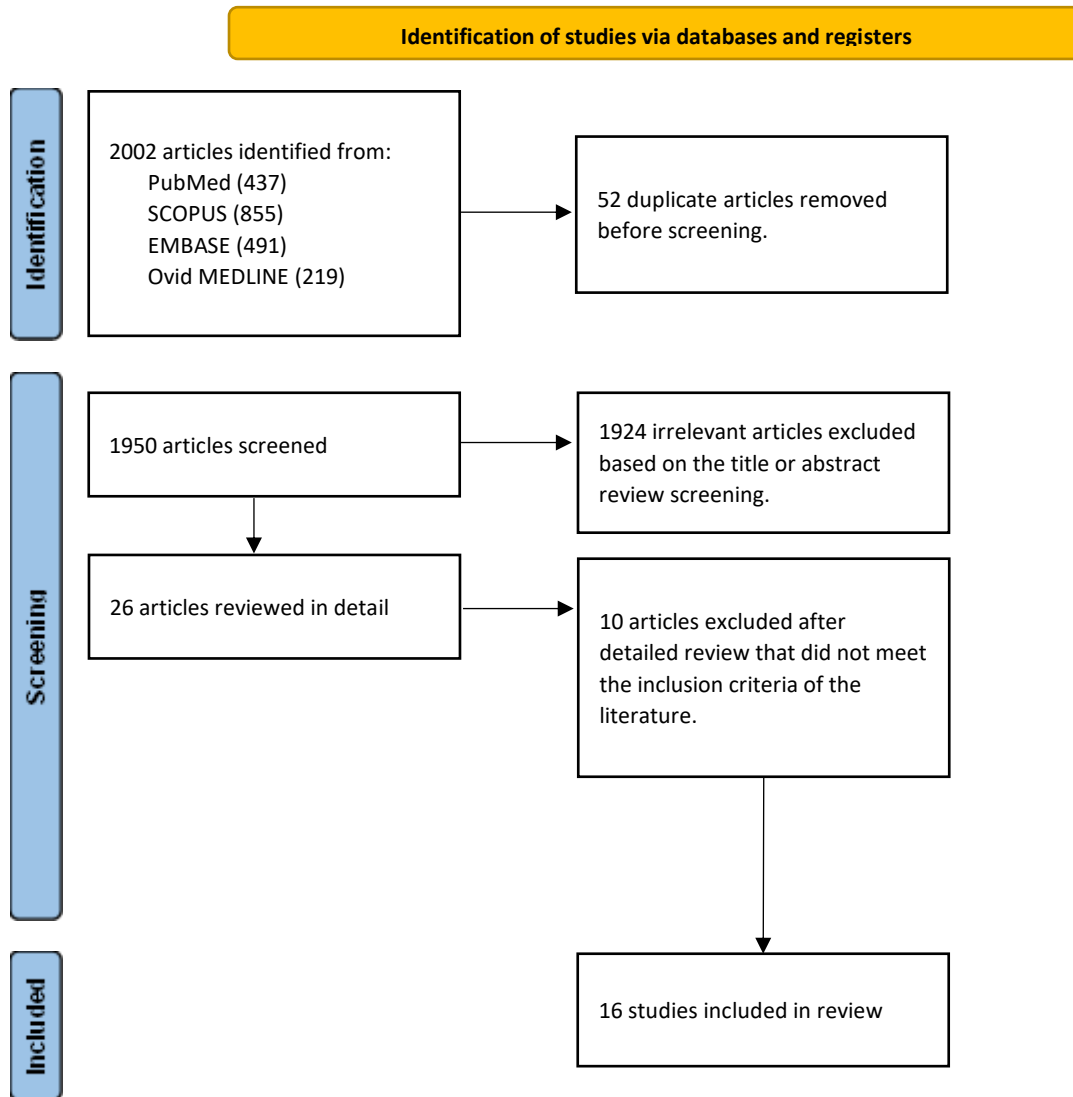 Identification of studies via databases and registers
Identification
2002 articles identified from:
PubMed (437)
SCOPUS (855)
EMBASE (491)
Ovid MEDLINE (219)
52 duplicate articles removed
before screening.
Screening
1950 articles screened
1924 irrelevant articles excluded
based on the title or abstract
review screening.
26 articles reviewed in detail
10 articles excluded after
detailed review that did not meet
the inclusion criteria of the
literature.
Included
16 studies included in review